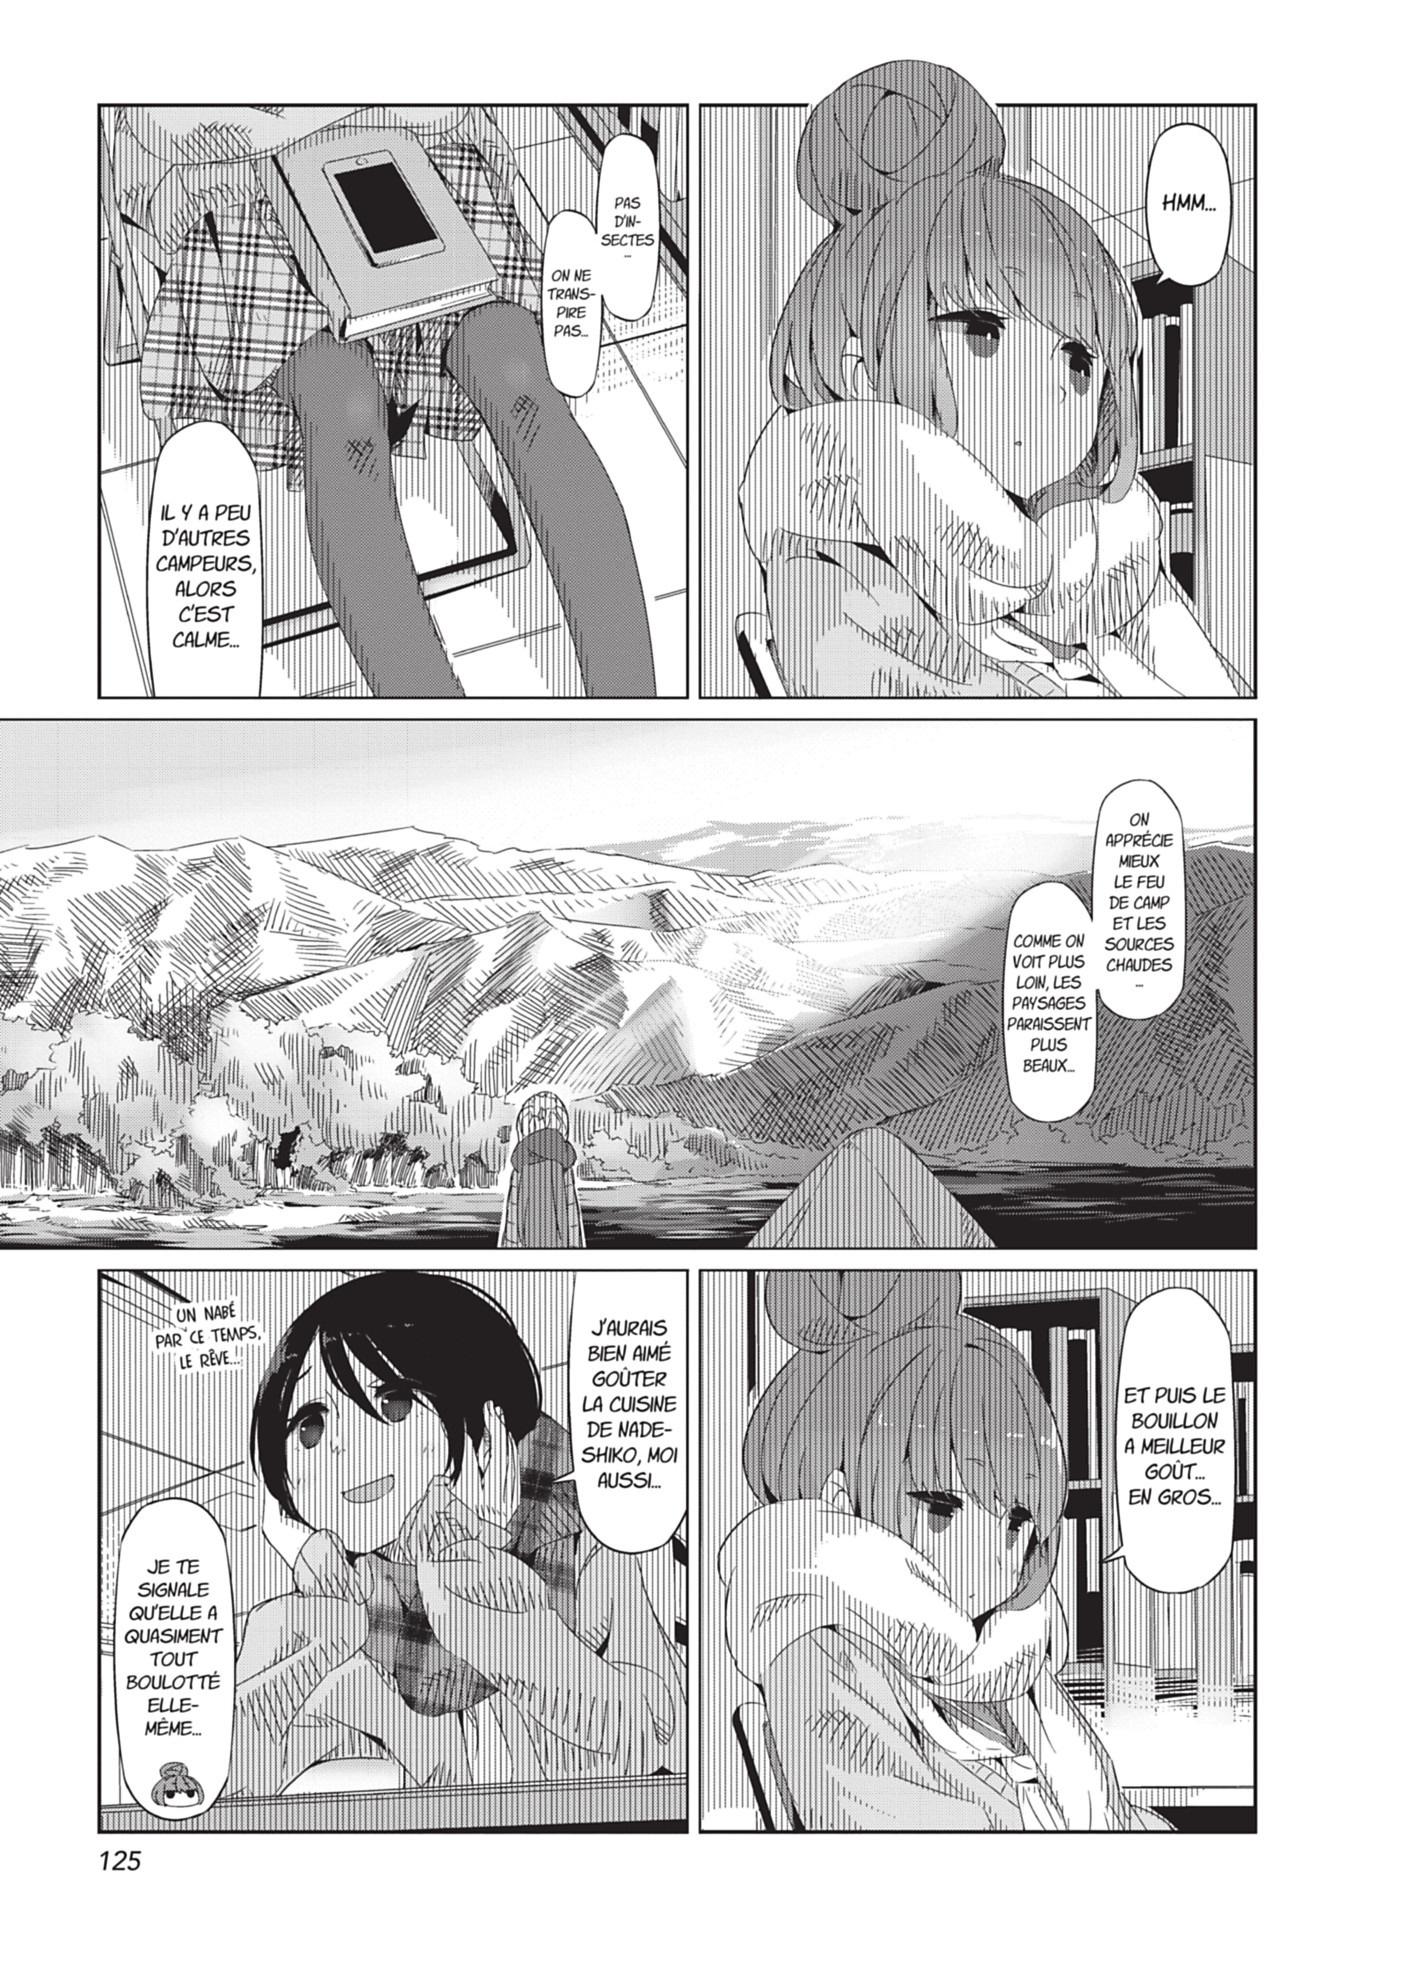 HMM...
PAS
D'IN-
SECTES
...
ON NE
TRANS-
PIRE
PAS...
IL Y A PEU
D'AUTRES
CAMPEURS,
ALORS
C'EST
CALME...
ON
APPRÉCIE
MIEUX
LE FEU
DE CAMP
ET LES
SOURCES
CHAUDES
...
COMME ON
VOIT PLUS
LOIN, LES
PAYSAGES
PARAISSENT
PLUS
BEAUX...
ET PUIS LE
BOUILLON
A MEILLEUR
GOÛT...
EN GROS...
J'AURAIS
BIEN AIMÉ
GOÛTER
LA CUISINE
DE NADE-
SHIKO, MOI
AUSSI...
UN NABÉ
PAR CE TEMPS,
LE RÊVE...
JE TE
SIGNALE
QU'ELLE A
QUASIMENT
TOUT
BOULOTTÉ
ELLE-
MÊME...
125